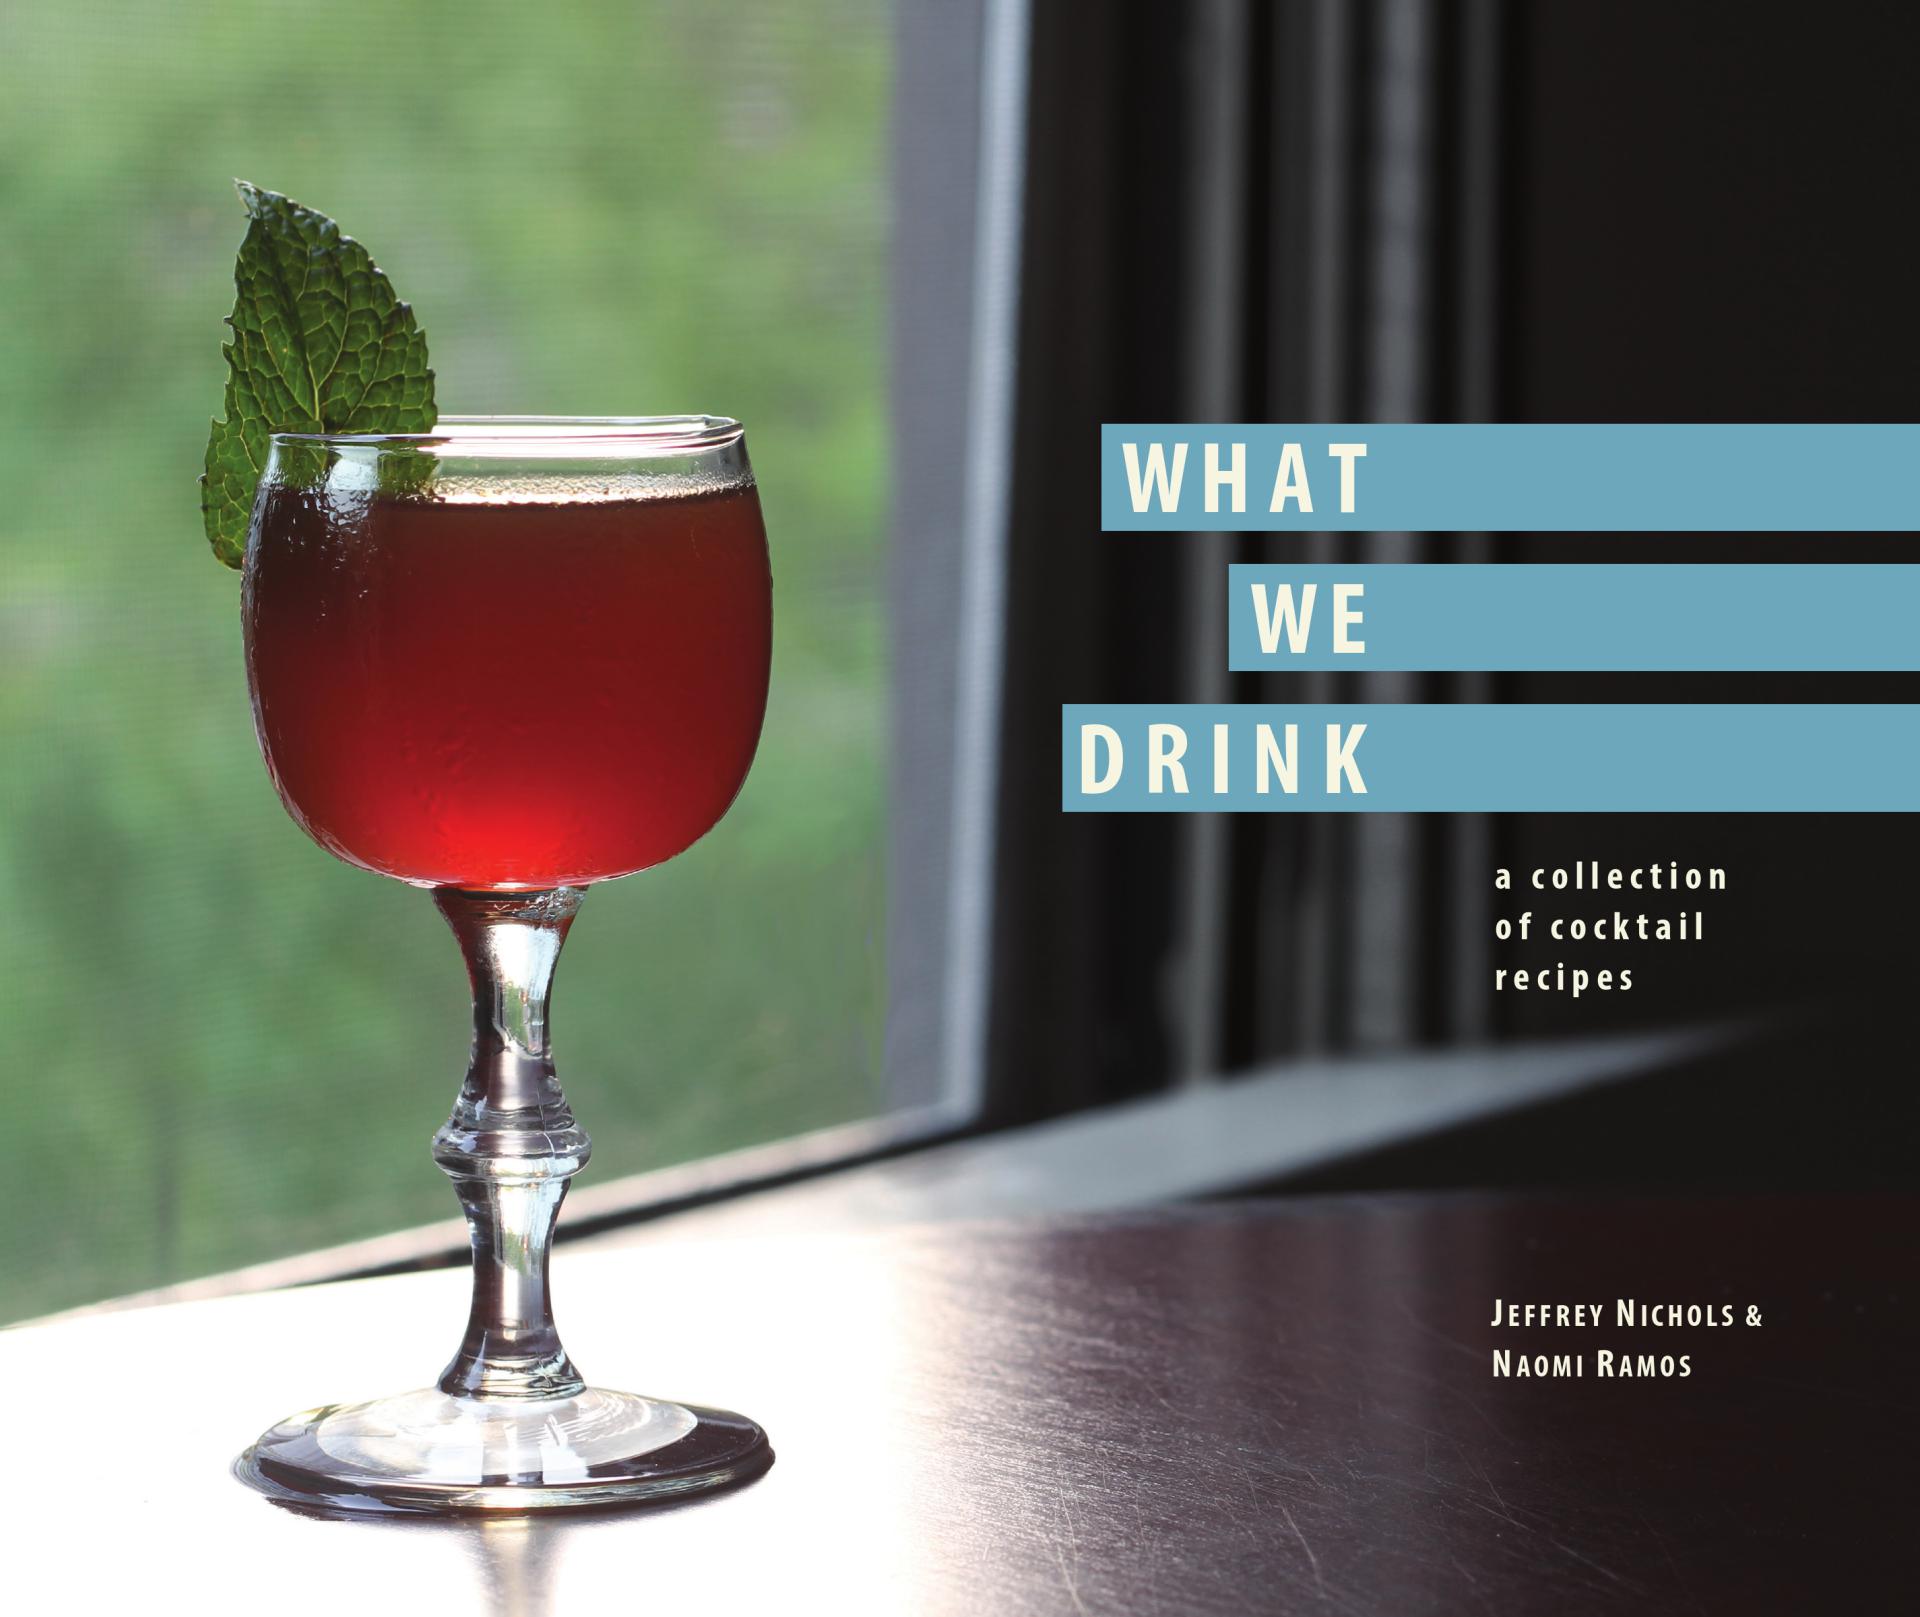 WHAT
WE
DRINK
a collection
of cocktail
recipes
JEFFREY NICHOLS &
NAOMI RAMOS